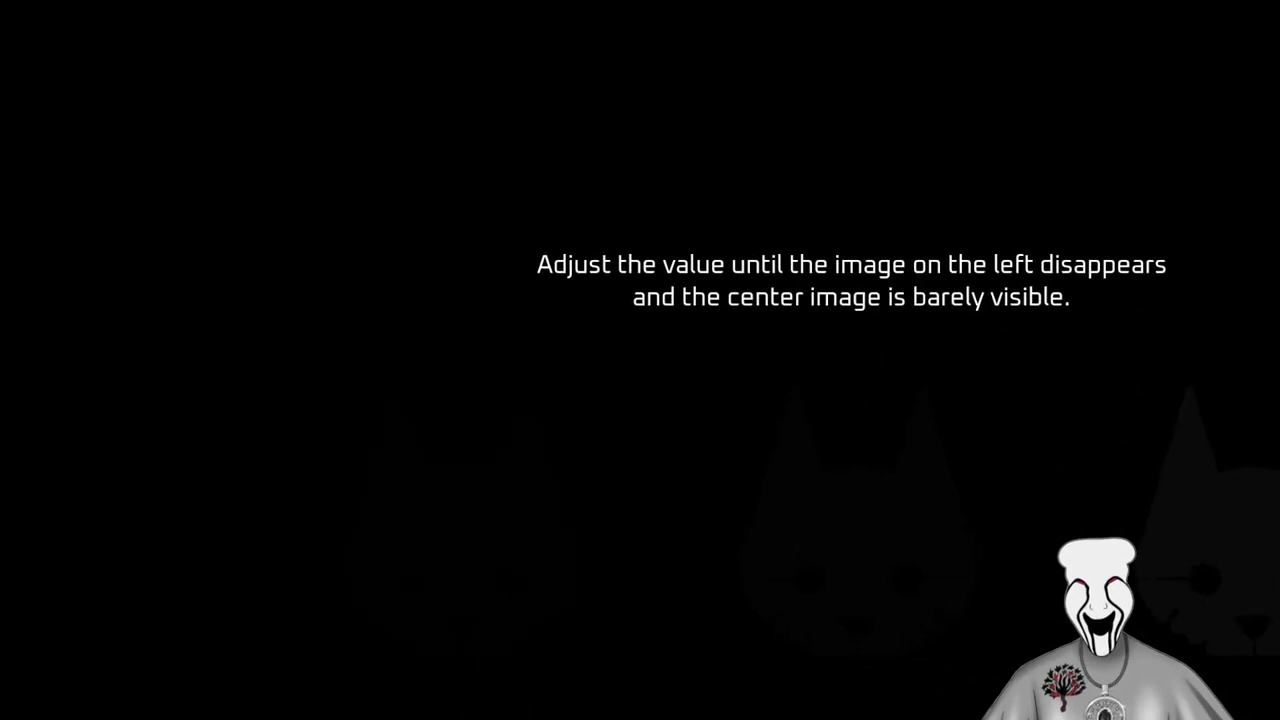 Adjust the value until the image on the left disappears
and the center image is barely visible.